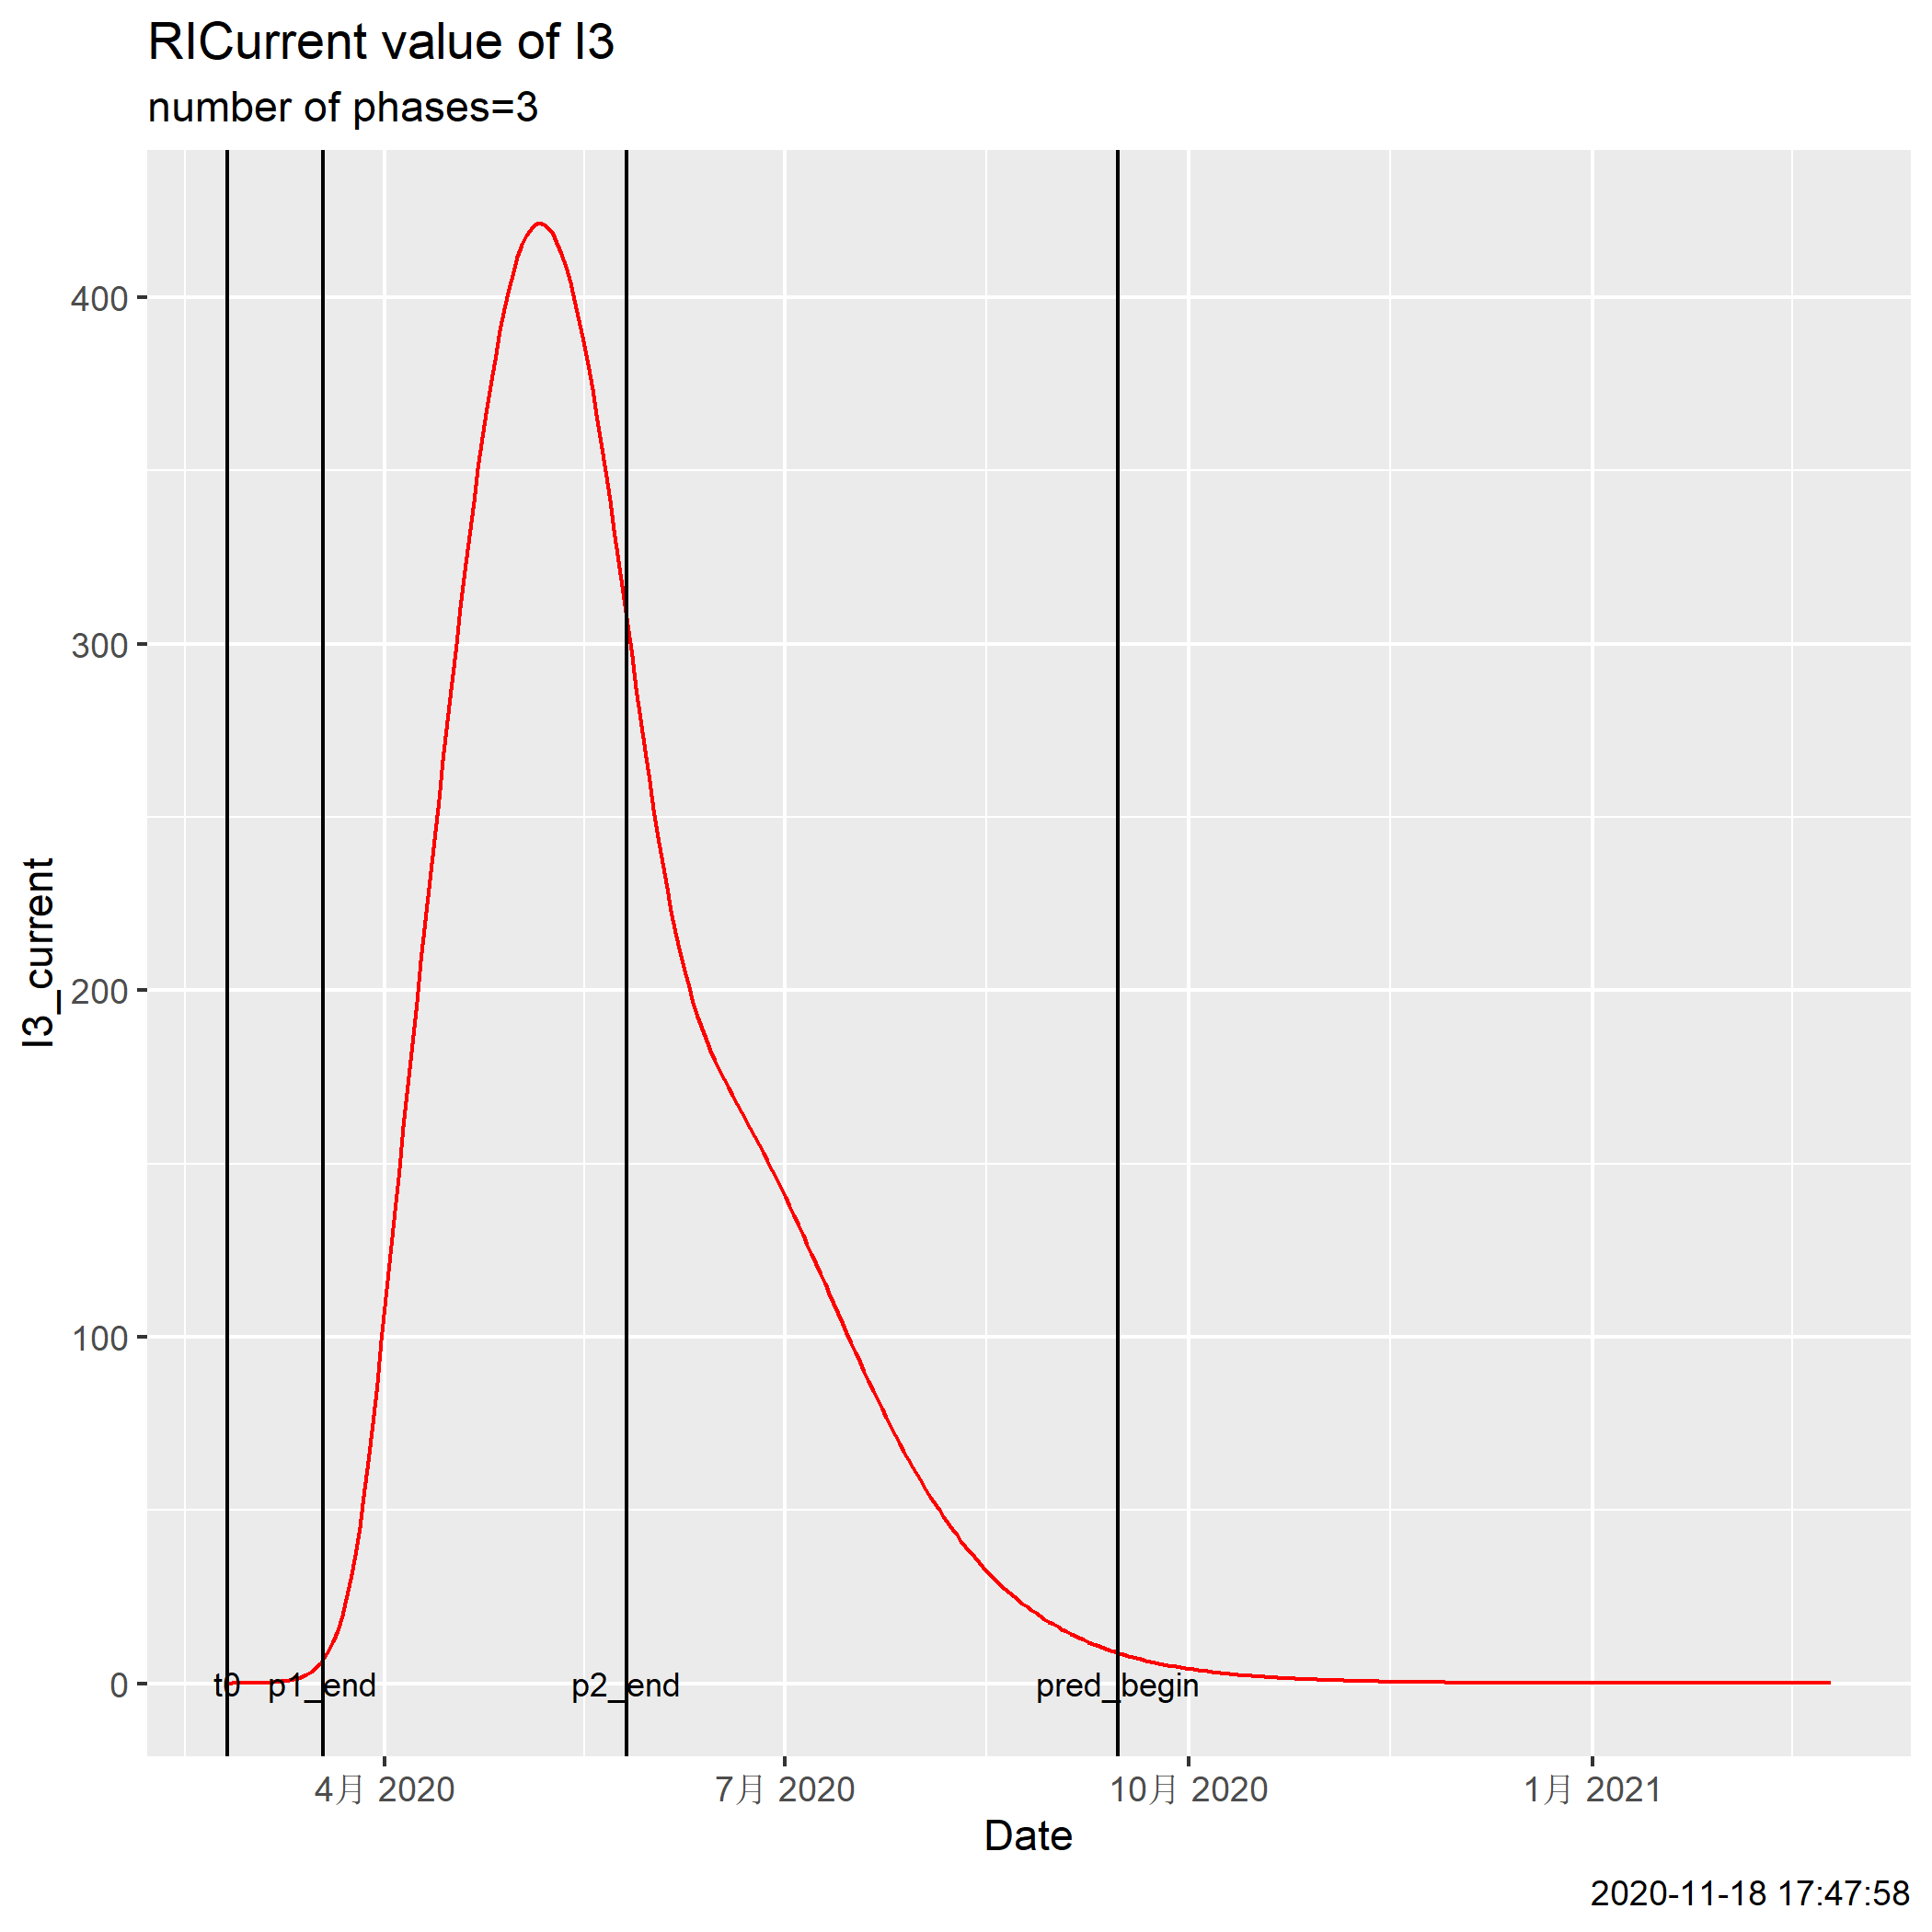 RICurrent value of I3
number of phases=3
I3_current
400
300
200
100
0
t0 p1_end p2_end pred_begin
4月 2020 7月 2020 10月 2020 1月 2021
Date
2020-11-18 17:47:58